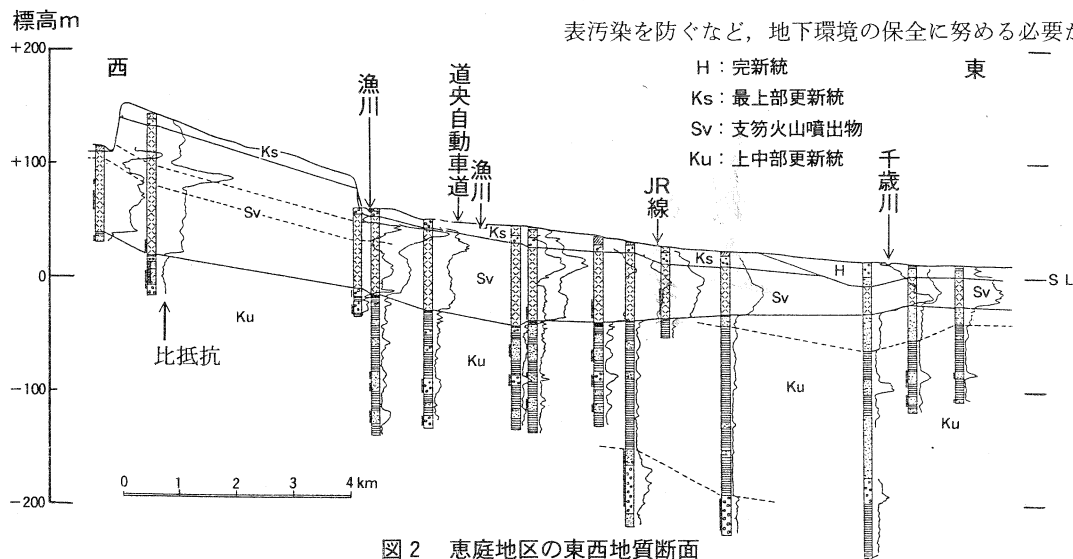 標高m
表汚染を防ぐなど，地下環境の保全に努める必要が
+200
+100
0
-100
-200
西
東
漁川
道央自動車道
漁川
JR線
千歳川
H：完新統
Ks：最上部更新統
Sv：支笏火山噴出物
Ku：上中部更新統
Ks
Sv
Ku
比抵抗
Ks
Sv
Ku
Ks
Sv
Ku
H
Sv
Ku
SL
0 1 2 3 4 km
図2 恵庭地区の東西地質断面